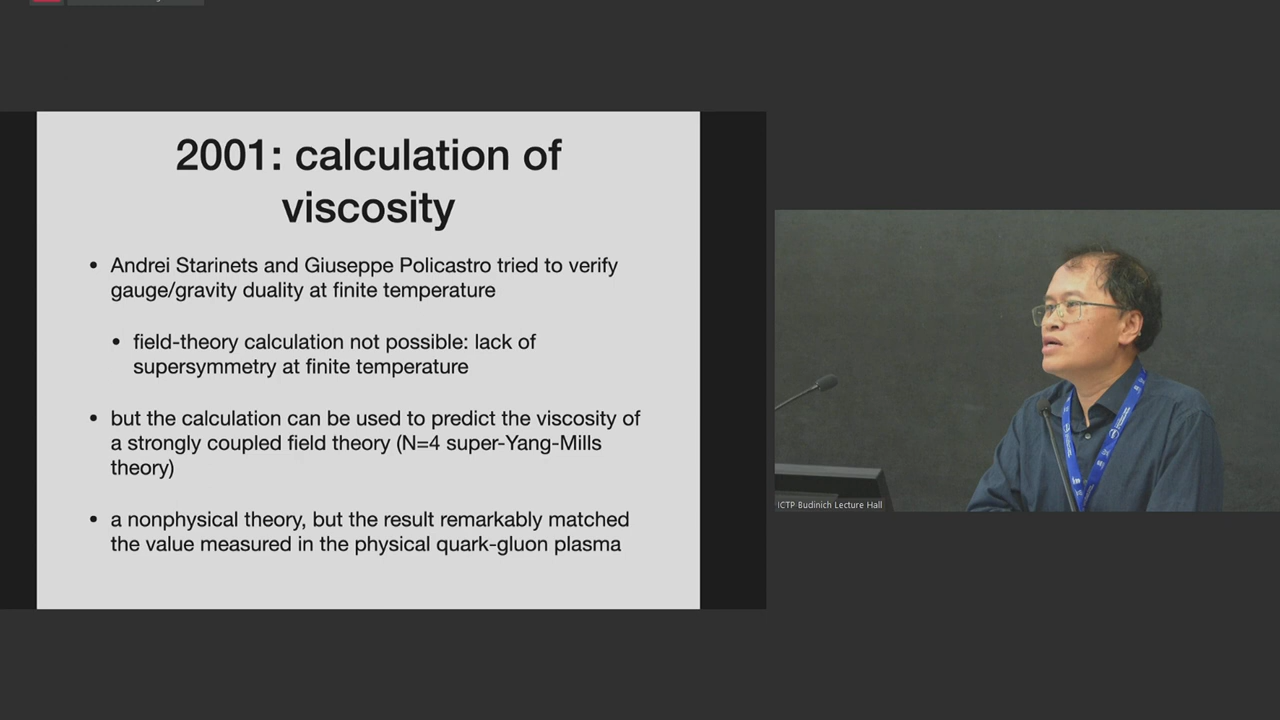 2001: calculation of
viscosity
• Andrei Starinets and Giuseppe Policastro tried to verify
gauge/gravity duality at finite temperature
• field-theory calculation not possible: lack of
supersymmetry at finite temperature
• but the calculation can be used to predict the viscosity of
a strongly coupled field theory (N=4 super-Yang-Mills
theory)
• a nonphysical theory, but the result remarkably matched
the value measured in the physical quark-gluon plasma
ICTP Budinich Lecture Hall